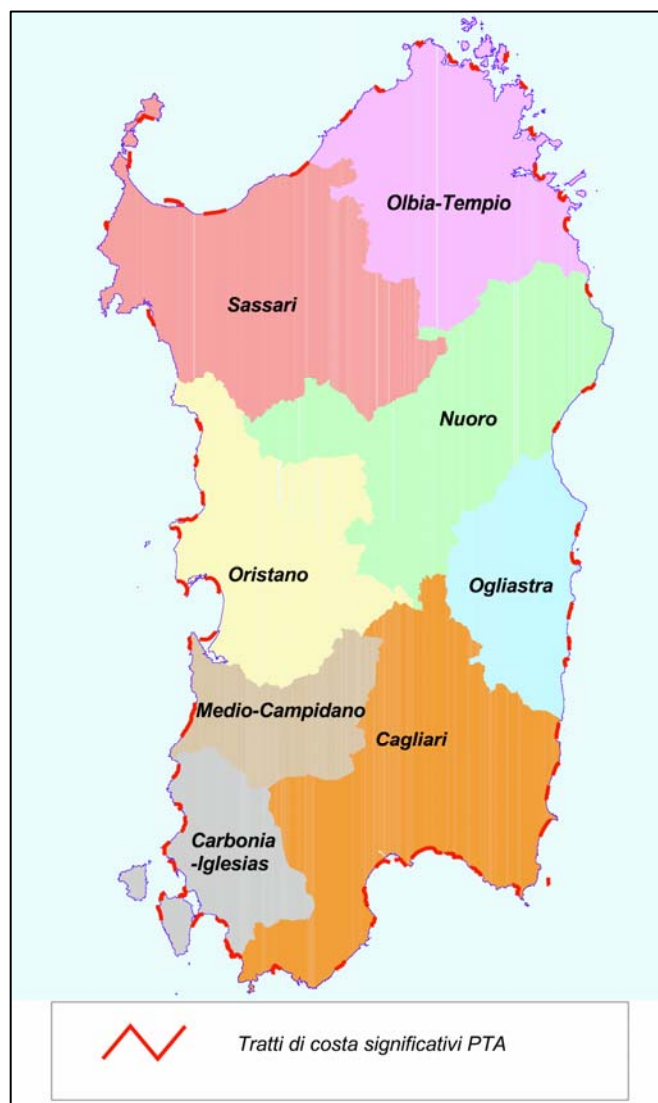 Olbia-Tempio
Sassari
Nuoro
Oristano
Ogliastra
Medio-Campidano
Cagliari
Carbonia
-Iglesias
Tratti di costa significativi PTA